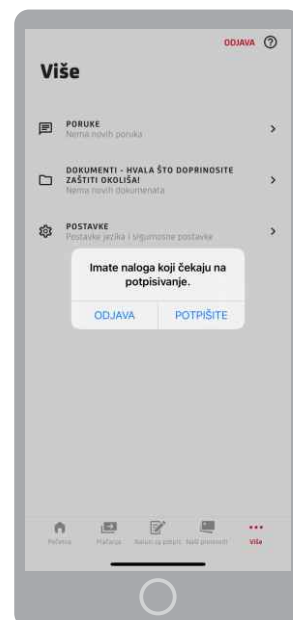 ODJAVA ?
Više
PORUKE
Nema novih poruka
DOKUMENTI - HVALA ŠTO DOPRINOSITE
ZAŠTITI OKOLIŠA!
Nema novih dokumenata
POSTAVKE
Postavke jezika i sigurnosne postavke
Imate naloga koji čekaju na
potpisivanje.
ODJAVA POTPIŠITE
Početna Plaćanja Nalozi za potpis Naši proizvodi Više